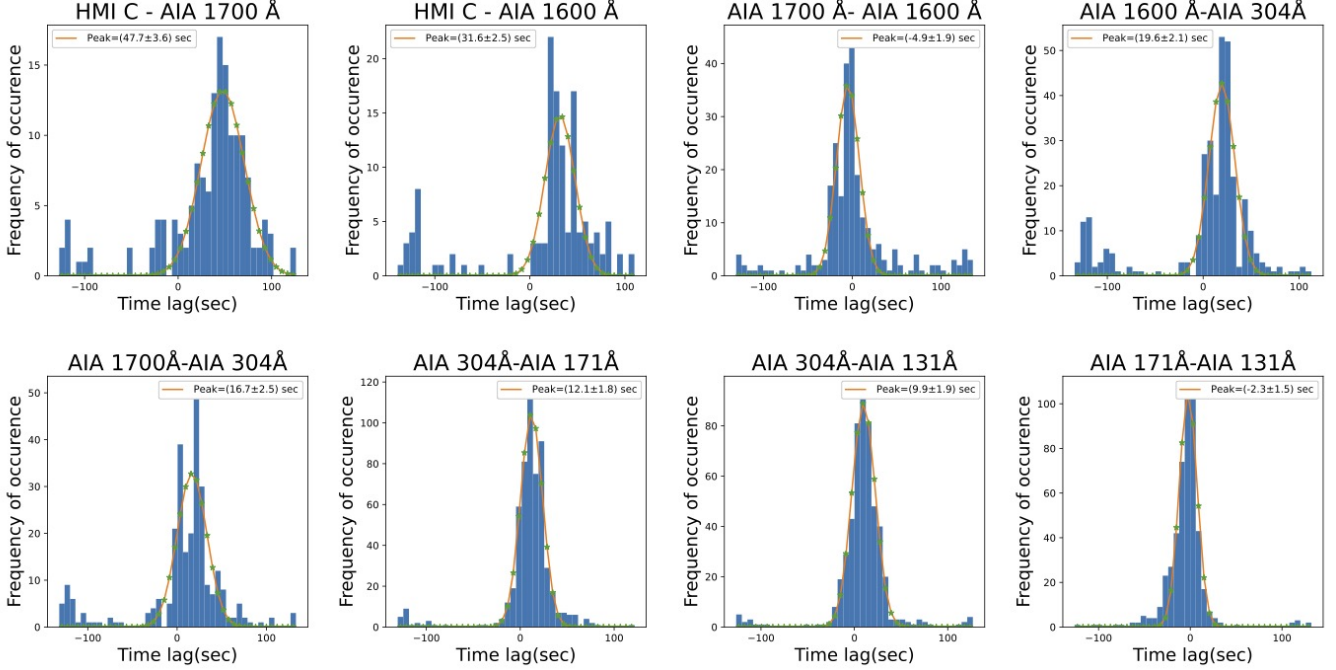 HMI C - AIA 1700 Å
Peak=(47.7±3.6) sec
Frequency of occurence
15
10
5
0
−100
0
100
Time lag(sec)
HMI C - AIA 1600 Å
Peak=(31.6±2.5) sec
Frequency of occurence
20
15
10
5
0
−100
0
100
Time lag(sec)
AIA 1700 Å- AIA 1600 Å
Peak=(-4.9±1.9) sec
Frequency of occurence
40
30
20
10
0
−100
0
100
Time lag(sec)
AIA 1600 Å-AIA 304Å
Peak=(19.6±2.1) sec
Frequency of occurence
50
40
30
20
10
0
−100
0
100
Time lag(sec)
AIA 1700Å-AIA 304Å
Peak=(16.7±2.5) sec
Frequency of occurence
50
40
30
20
10
0
−100
0
100
Time lag(sec)
AIA 304Å-AIA 171Å
Peak=(12.1±1.8) sec
Frequency of occurence
120
100
80
60
40
20
0
−100
0
100
Time lag(sec)
AIA 304Å-AIA 131Å
Peak=(9.9±1.9) sec
Frequency of occurence
80
60
40
20
0
−100
0
100
Time lag(sec)
AIA 171Å-AIA 131Å
Peak=(-2.3±1.5) sec
Frequency of occurence
100
80
60
40
20
0
−100
0
100
Time lag(sec)